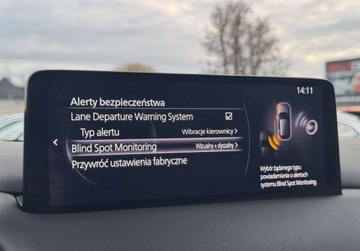 14:11
Alerty bezpieczeństwa
Lane Departure Warning System
Typ alertu
Wibracje kierownicy
Blind Spot Monitoring
Wizualny + słyszalny
Przywróć ustawienia fabryczne
Wybór żądanego typu
powiadomienia o alertach
systemu Blind Spot Monitoring.